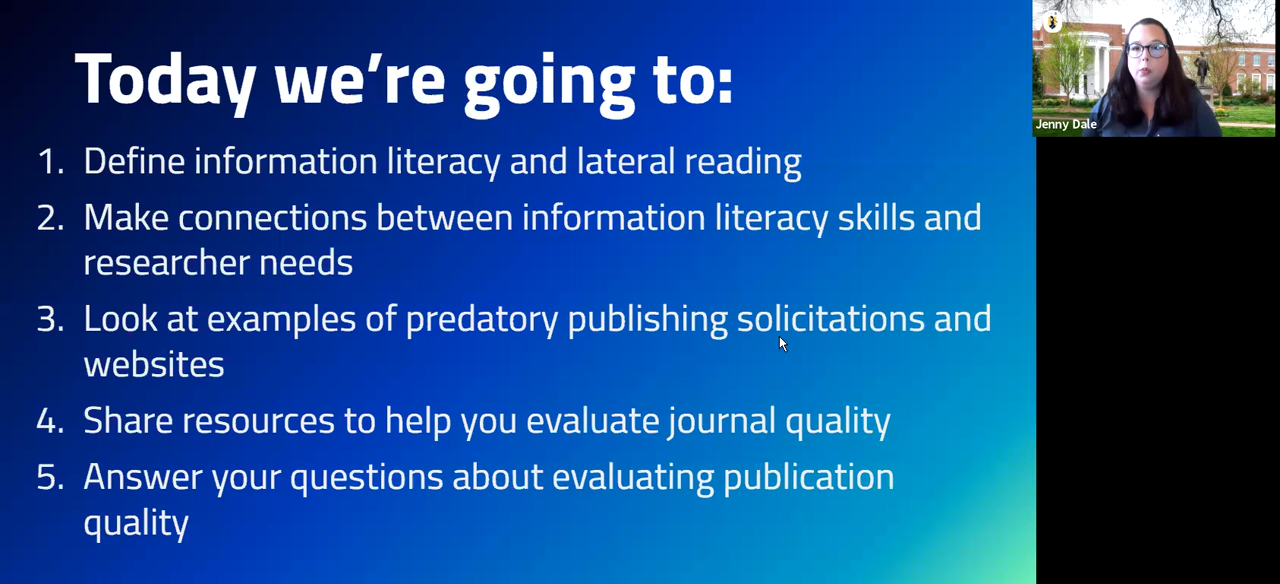 Today we're going to:
1. Define information literacy and lateral reading
2. Make connections between information literacy skills and
researcher needs
3. Look at examples of predatory publishing solicitations and
websites
4. Share resources to help you evaluate journal quality
5. Answer your questions about evaluating publication
quality
Jenny Dale